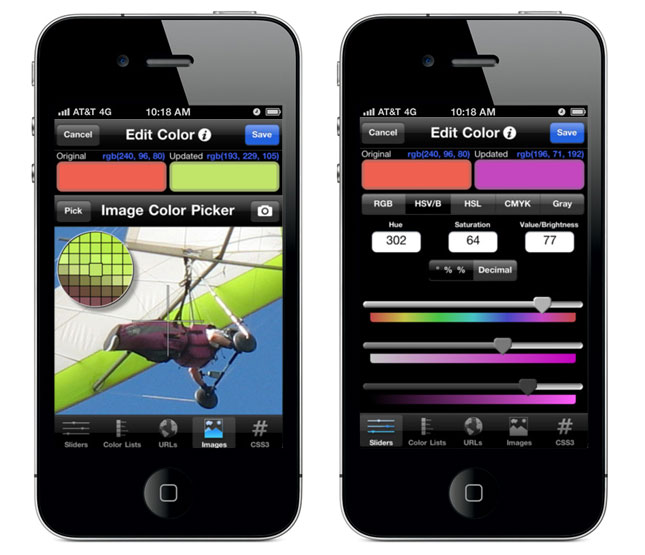 AT&T 4G 10:18 AM
Cancel Edit Color i Save
Original rgb(240, 96, 80) Updated rgb(193, 229, 105)
Pick Image Color Picker
Sliders Color Lists URLs Images # CSS3
AT&T 4G 10:18 AM
Cancel Edit Color i Save
Original rgb(240, 96, 80) Updated rgb(196, 71, 192)
RGB HSV/B HSL CMYK Gray
Hue Saturation Value/Brightness
302 64 77
° % % Decimal
Sliders Color Lists URLs Images # CSS3